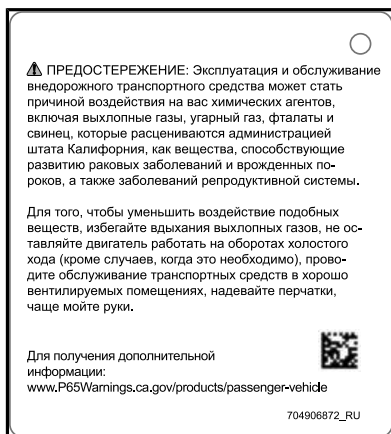 ⚠ ПРЕДОСТЕРЕЖЕНИЕ: Эксплуатация и обслуживание
внедорожного транспортного средства может стать
причиной воздействия на вас химических агентов,
включая выхлопные газы, угарный газ, фталаты и
свинец, которые расцениваются администрацией
штата Калифорния, как вещества, способствующие
развитию раковых заболеваний и врожденных по-
роков, а также заболеваний репродуктивной системы.
Для того, чтобы уменьшить воздействие подобных
веществ, избегайте вдыхания выхлопных газов, не ос-
тавляйте двигатель работать на оборотах холостого
хода (кроме случаев, когда это необходимо), прово-
дите обслуживание транспортных средств в хорошо
вентилируемых помещениях, надевайте перчатки,
чаще мойте руки.
Для получения дополнительной
информации:
www.P65Warnings.ca.gov/products/passenger-vehicle
704906872_RU